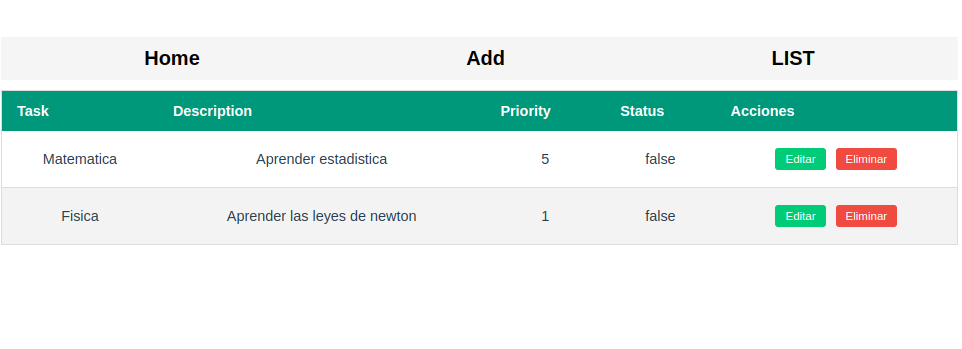 Home Add LIST
Task Description Priority Status Acciones
Matematica Aprender estadistica 5 false Editar Eliminar
Fisica Aprender las leyes de newton 1 false Editar Eliminar